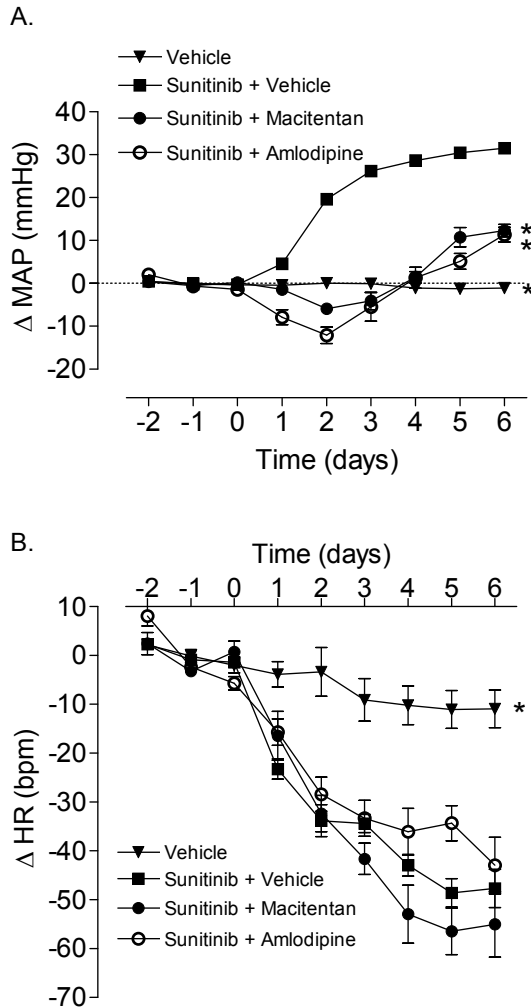 A.
Vehicle
Sunitinib + Vehicle
Sunitinib + Macitentan
Sunitinib + Amlodipine
40
30
20
10
0
-10
-20
Δ MAP (mmHg)
*
*
*
-2 -1 0 1 2 3 4 5 6
Time (days)
B.
Time (days)
-2 -1 0 1 2 3 4 5 6
10
0
-10
-20
-30
-40
-50
-60
-70
Δ HR (bpm)
*
Vehicle
Sunitinib + Vehicle
Sunitinib + Macitentan
Sunitinib + Amlodipine